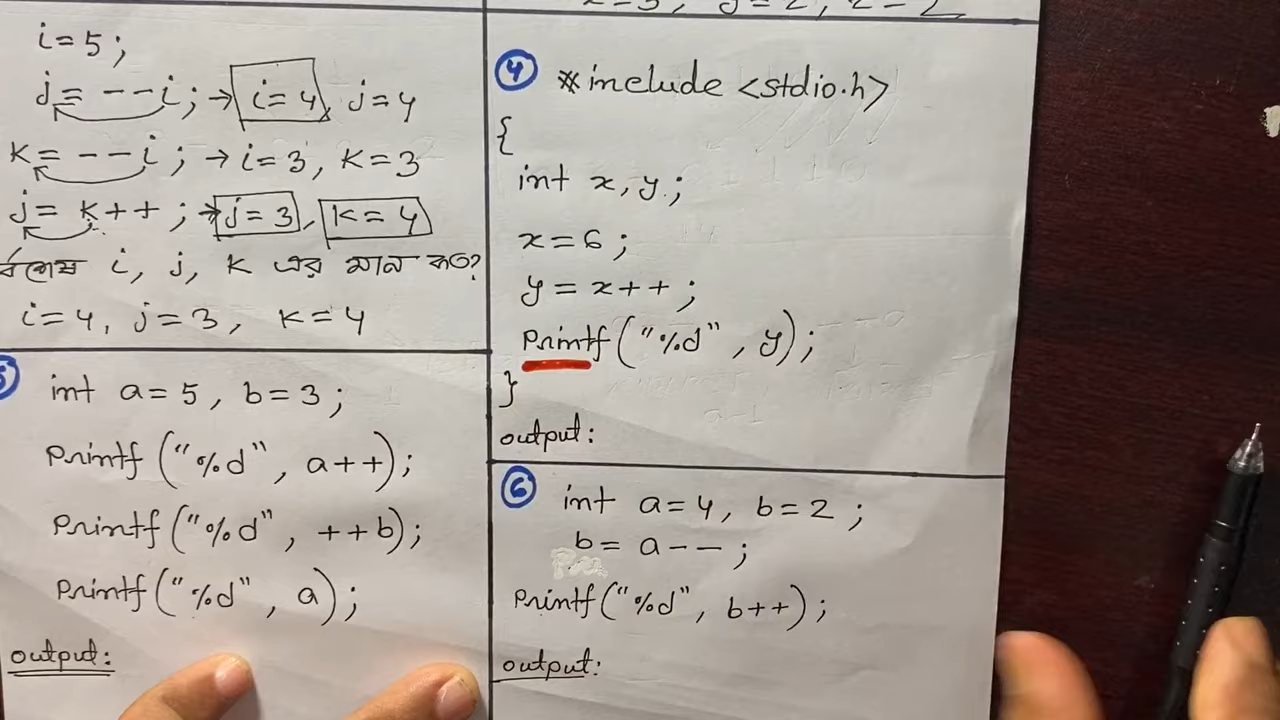 i=5;
j= --i; → i=4, j=4
K= --i; → i=3, K=3
j= k++ ; → j=3, K=4
i, j, K এর মান কত?
i=4, j=3, K=4
④ #include <stdio.h>
{
int x, y;
x=6;
y = x++;
Printf("%d", y);
}
output:
int a=5, b=3;
Printf("%d", a++);
Printf("%d", ++b);
Printf("%d", a);
output:
⑥ int a=4, b=2;
b= a--;
Printf("%d", b++);
output: